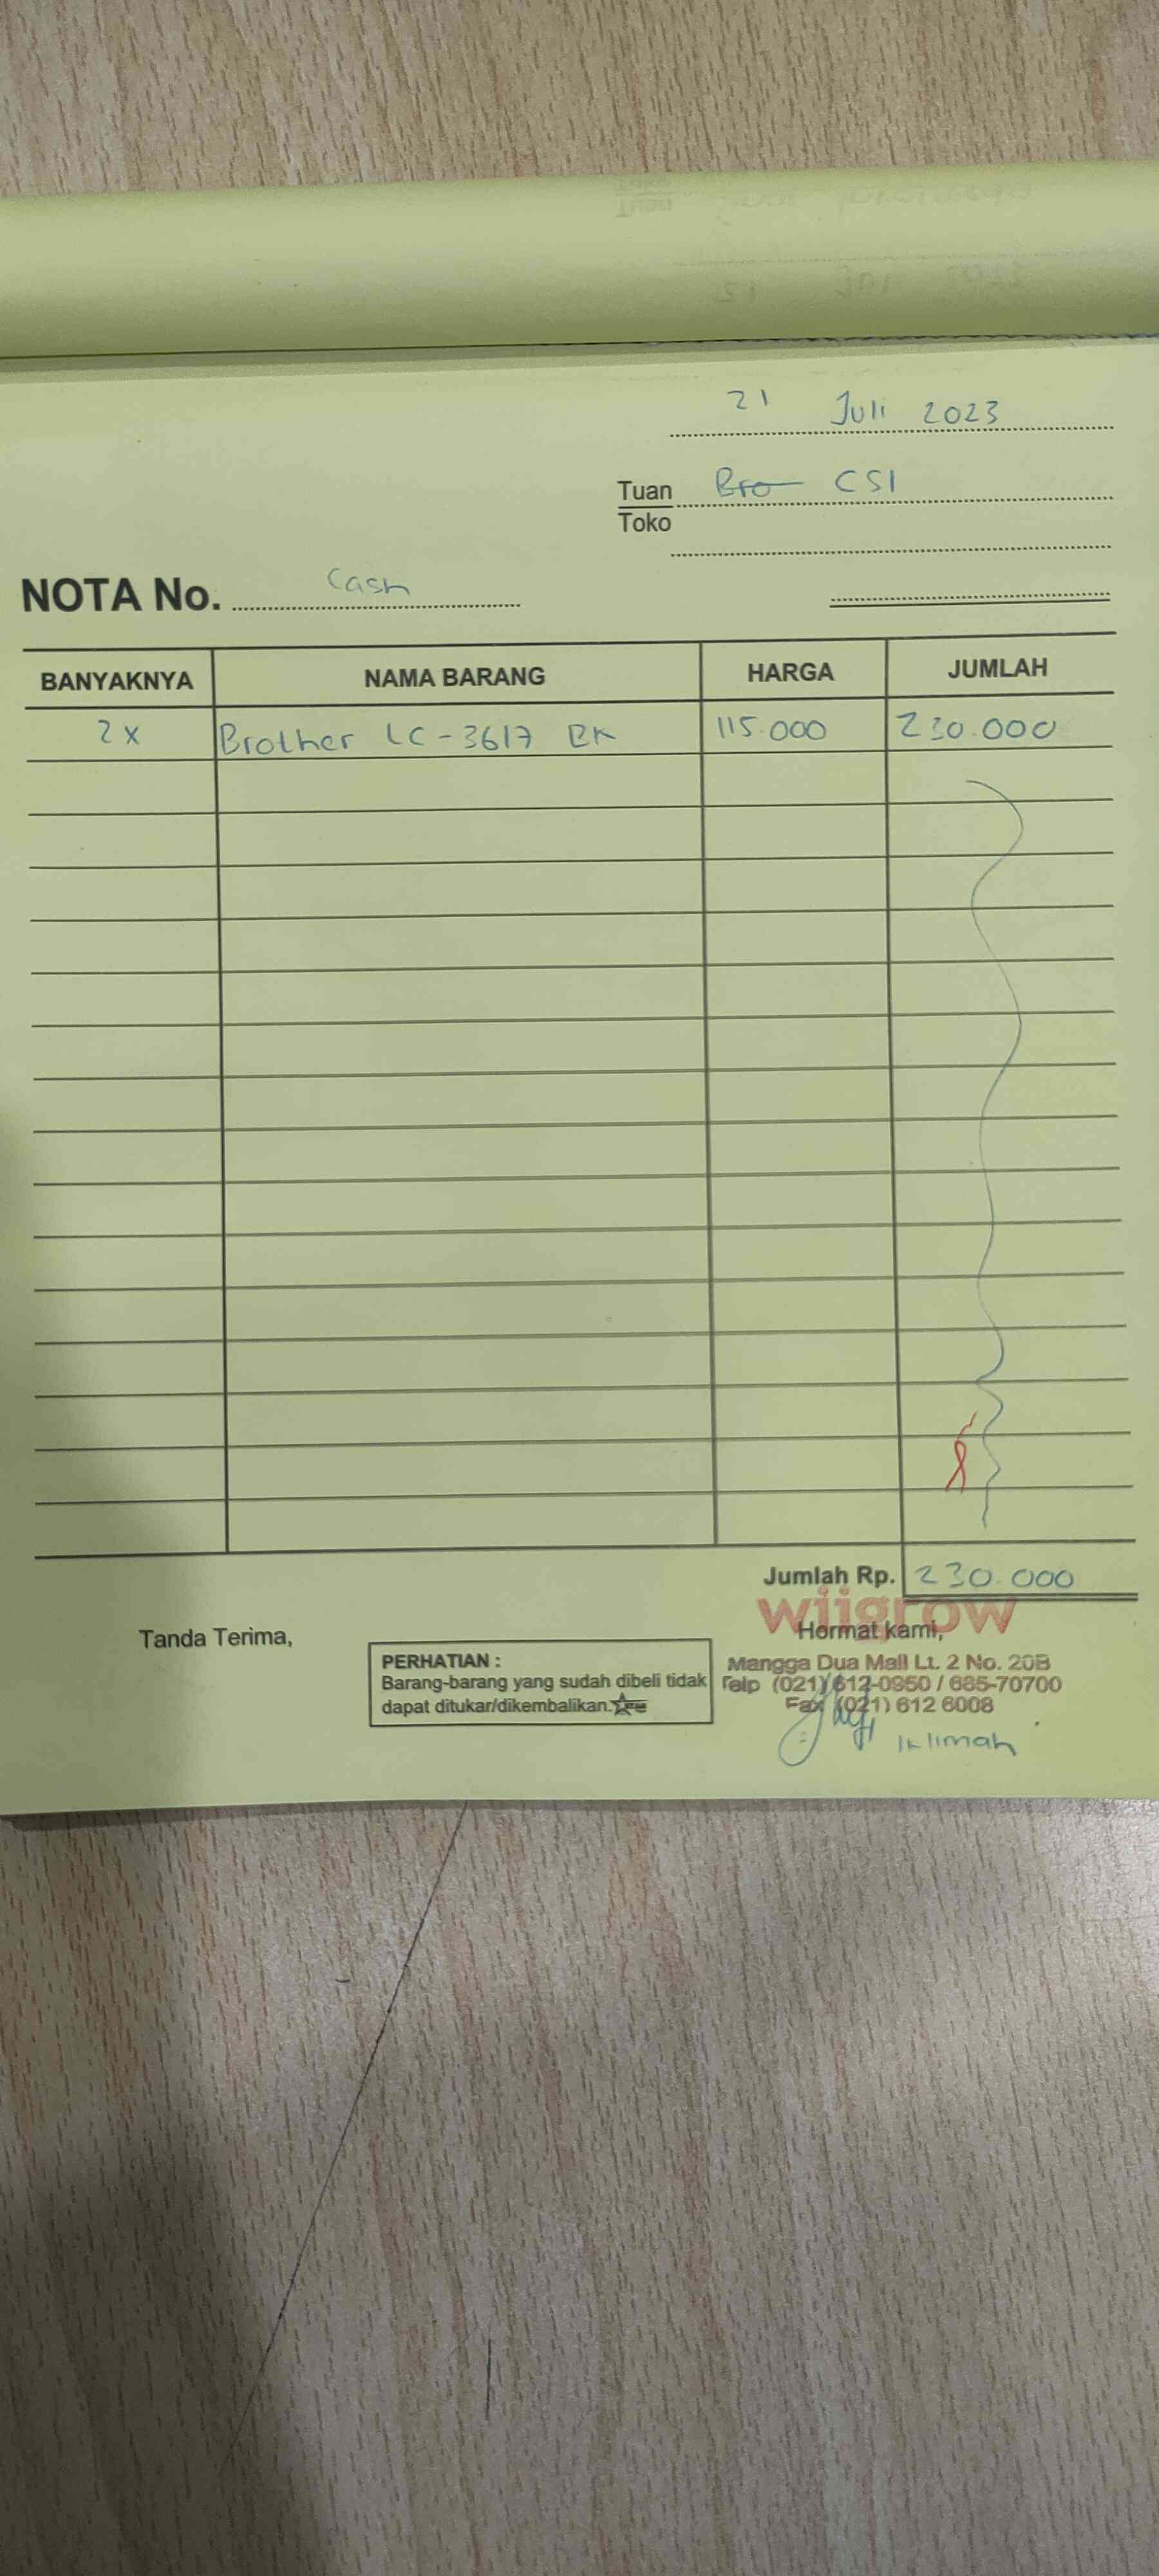 21 Juli 2023
Tuan Bro CSI
Toko
NOTA No. Cash
BANYAKNYA NAMA BARANG HARGA JUMLAH
2 x Brother LC-3617 BK 115.000 230.000
Jumlah Rp. 230.000
wiigrow
Tanda Terima, Hormat kami,
PERHATIAN :
Barang-barang yang sudah dibeli tidak
dapat ditukar/dikembalikan.
Mangga Dua Mall Lt. 2 No. 20B
Telp (021) 612-0950 / 685-70700
Fax (021) 612 6008
Iklimah